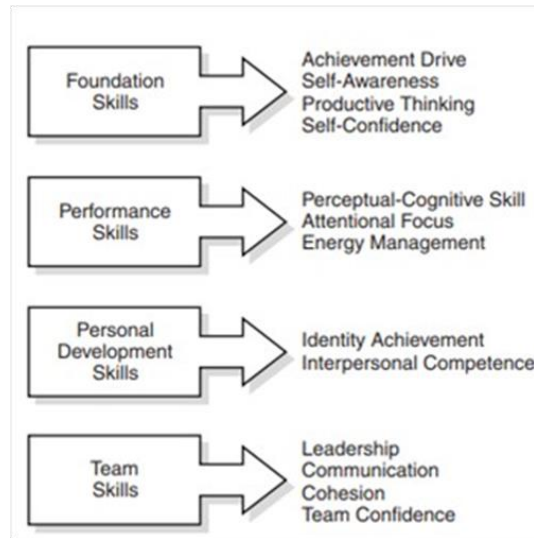 Foundation
Skills
Achievement Drive
Self-Awareness
Productive Thinking
Self-Confidence
Performance
Skills
Perceptual-Cognitive Skill
Attentional Focus
Energy Management
Personal
Development
Skills
Identity Achievement
Interpersonal Competence
Team
Skills
Leadership
Communication
Cohesion
Team Confidence